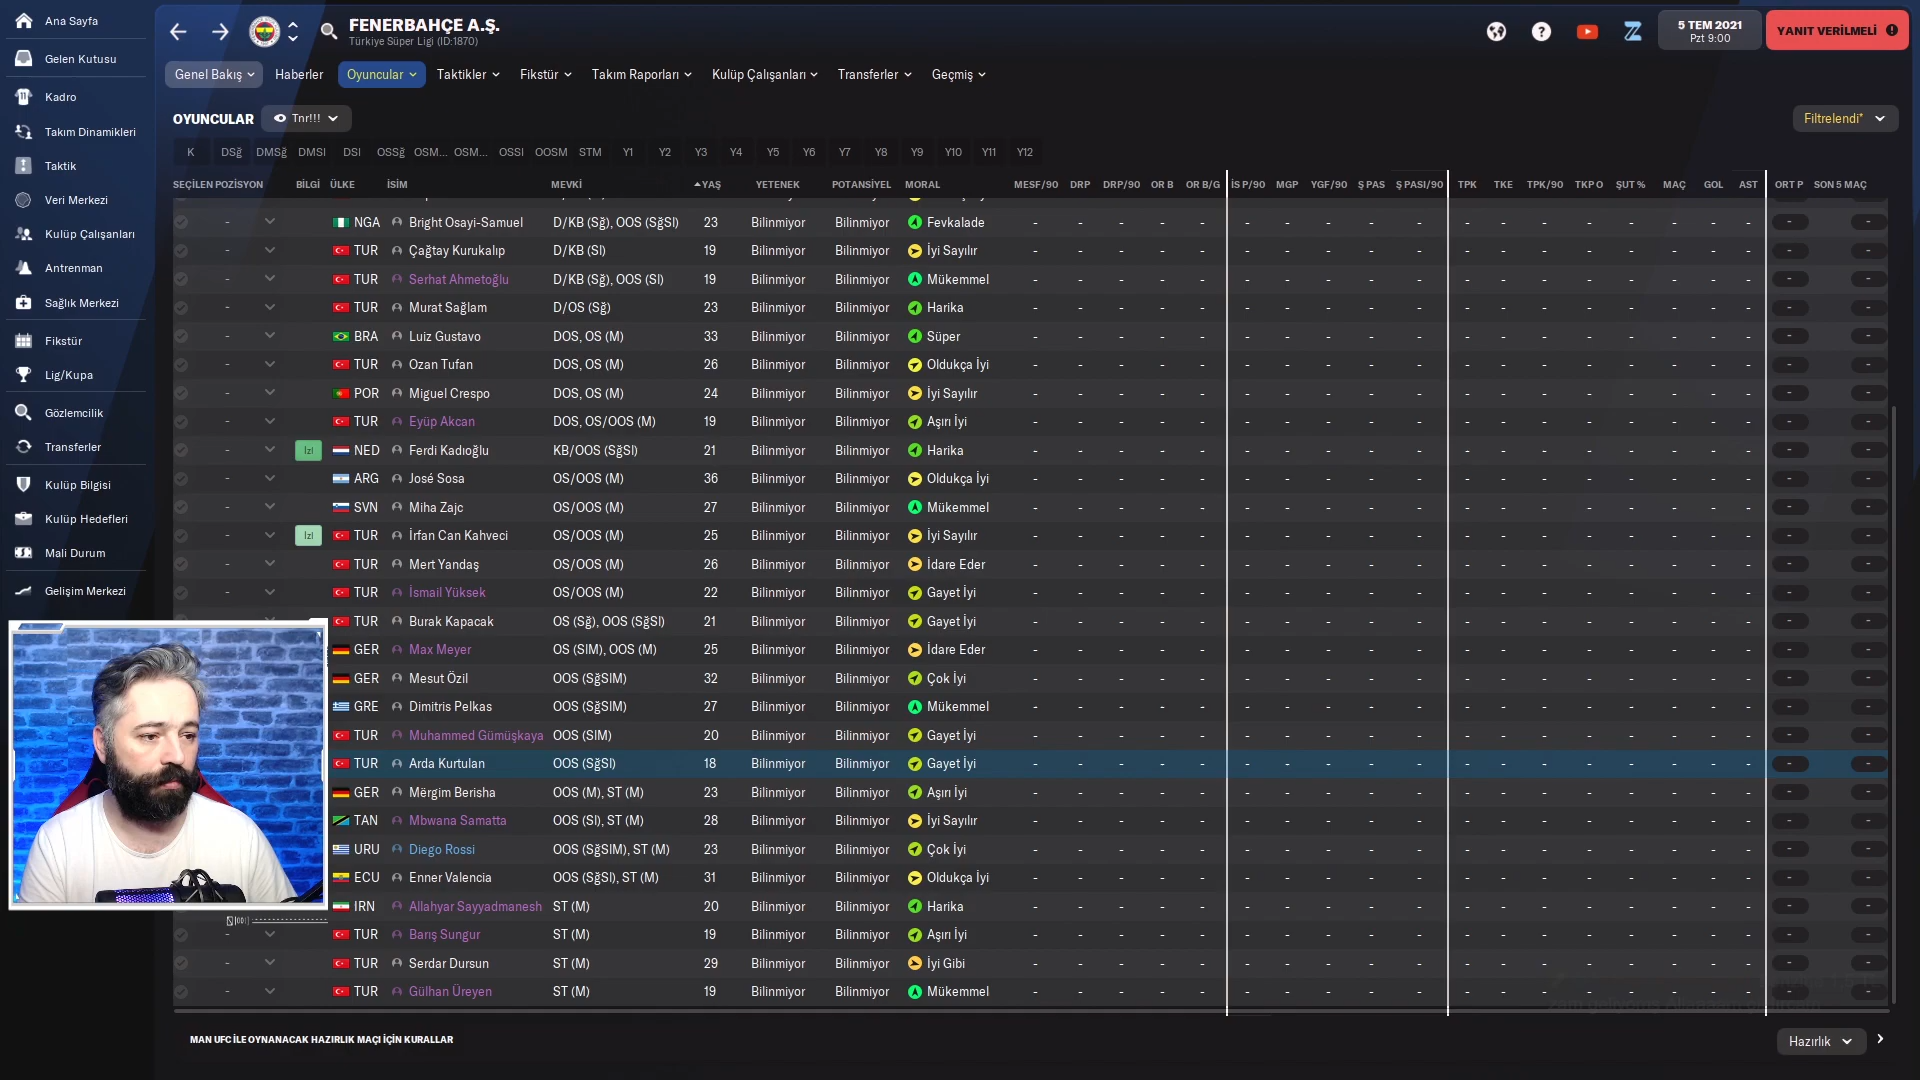 Ana Sayfa
Gelen Kutusu
Kadro
Takım Dinamikleri
Taktik
Veri Merkezi
Kulüp Çalışanları
Antrenman
Sağlık Merkezi
Fikstür
Lig/Kupa
Gözlemcilik
Transferler
Kulüp Bilgisi
Kulüp Hedefleri
Mali Durum
Gelişim Merkezi
FENERBAHÇE A.Ş.
Türkiye Süper Ligi (ID:1870)
5 TEM 2021
Pzt 9:00
YANIT VERİLMELİ
Genel Bakış Haberler Oyuncular Taktikler Fikstür Takım Raporları Kulüp Çalışanları Transferler Geçmiş
OYUNCULAR Tnr!!! Filtrelendi*
K DSğ DMSğ DMSl DSl OSSğ OSM... OSM... OSSl OOSM STM Y1 Y2 Y3 Y4 Y5 Y6 Y7 Y8 Y9 Y10 Y11 Y12
SEÇİLEN POZİSYON BİLGİ ÜLKE İSİM MEVKİ YAŞ YETENEK POTANSİYEL MORAL MESF/90 DRP DRP/90 OR B OR B/G İS P/90 MGP YGF/90 Ş PAS Ş PASI/90 TPK TKE TPK/90 TKP O ŞUT % MAÇ GOL AST ORT P SON 5 MAÇ
- NGA Bright Osayi-Samuel D/KB (Sğ), OOS (SğSl) 23 Bilinmiyor Bilinmiyor Fevkalade - - - - - - - - - - - - - - - - - - - -
- TUR Çağtay Kurukalıp D/KB (Sl) 19 Bilinmiyor Bilinmiyor İyi Sayılır - - - - - - - - - - - - - - - - - - - -
- TUR Serhat Ahmetoğlu D/KB (Sğ), OOS (Sl) 19 Bilinmiyor Bilinmiyor Mükemmel - - - - - - - - - - - - - - - - - - - -
- TUR Murat Sağlam D/OS (Sğ) 23 Bilinmiyor Bilinmiyor Harika - - - - - - - - - - - - - - - - - - - -
- BRA Luiz Gustavo DOS, OS (M) 33 Bilinmiyor Bilinmiyor Süper - - - - - - - - - - - - - - - - - - - -
- TUR Ozan Tufan DOS, OS (M) 26 Bilinmiyor Bilinmiyor Oldukça İyi - - - - - - - - - - - - - - - - - - - -
- POR Miguel Crespo DOS, OS (M) 24 Bilinmiyor Bilinmiyor İyi Sayılır - - - - - - - - - - - - - - - - - - - -
- TUR Eyüp Akcan DOS, OS/OOS (M) 19 Bilinmiyor Bilinmiyor Aşırı İyi - - - - - - - - - - - - - - - - - - - -
- İzl NED Ferdi Kadıoğlu KB/OOS (SğSl) 21 Bilinmiyor Bilinmiyor Harika - - - - - - - - - - - - - - - - - - - -
- ARG José Sosa OS/OOS (M) 36 Bilinmiyor Bilinmiyor Oldukça İyi - - - - - - - - - - - - - - - - - - - -
- SVN Miha Zajc OS/OOS (M) 27 Bilinmiyor Bilinmiyor Mükemmel - - - - - - - - - - - - - - - - - - - -
- İzl TUR İrfan Can Kahveci OS/OOS (M) 25 Bilinmiyor Bilinmiyor İyi Sayılır - - - - - - - - - - - - - - - - - - - -
- TUR Mert Yandaş OS/OOS (M) 26 Bilinmiyor Bilinmiyor İdare Eder - - - - - - - - - - - - - - - - - - - -
- TUR İsmail Yüksek OS/OOS (M) 22 Bilinmiyor Bilinmiyor Gayet İyi - - - - - - - - - - - - - - - - - - - -
TUR Burak Kapacak OS (Sğ), OOS (SğSl) 21 Bilinmiyor Bilinmiyor Gayet İyi - - - - - - - - - - - - - - - - - - - -
GER Max Meyer OS (SlM), OOS (M) 25 Bilinmiyor Bilinmiyor İdare Eder - - - - - - - - - - - - - - - - - - - -
GER Mesut Özil OOS (SğSlM) 32 Bilinmiyor Bilinmiyor Çok İyi - - - - - - - - - - - - - - - - - - - -
GRE Dimitris Pelkas OOS (SğSlM) 27 Bilinmiyor Bilinmiyor Mükemmel - - - - - - - - - - - - - - - - - - - -
TUR Muhammed Gümüşkaya OOS (SlM) 20 Bilinmiyor Bilinmiyor Gayet İyi - - - - - - - - - - - - - - - - - - - -
TUR Arda Kurtulan OOS (SğSl) 18 Bilinmiyor Bilinmiyor Gayet İyi - - - - - - - - - - - - - - - - - - - -
GER Mërgim Berisha OOS (M), ST (M) 23 Bilinmiyor Bilinmiyor Aşırı İyi - - - - - - - - - - - - - - - - - - - -
TAN Mbwana Samatta OOS (Sl), ST (M) 28 Bilinmiyor Bilinmiyor İyi Sayılır - - - - - - - - - - - - - - - - - - - -
URU Diego Rossi OOS (SğSlM), ST (M) 23 Bilinmiyor Bilinmiyor Çok İyi - - - - - - - - - - - - - - - - - - - -
ECU Enner Valencia OOS (SğSl), ST (M) 31 Bilinmiyor Bilinmiyor Oldukça İyi - - - - - - - - - - - - - - - - - - - -
IRN Allahyar Sayyadmanesh ST (M) 20 Bilinmiyor Bilinmiyor Harika - - - - - - - - - - - - - - - - - - - -
- TUR Barış Sungur ST (M) 19 Bilinmiyor Bilinmiyor Aşırı İyi - - - - - - - - - - - - - - - - - - - -
- TUR Serdar Dursun ST (M) 29 Bilinmiyor Bilinmiyor İyi Gibi - - - - - - - - - - - - - - - - - - - -
- TUR Gülhan Üreyen ST (M) 19 Bilinmiyor Bilinmiyor Mükemmel - - - - - - - - - - - - - - - - - - - -
MAN UFC İLE OYNANACAK HAZIRLIK MAÇI İÇİN KURALLAR
Hazırlık